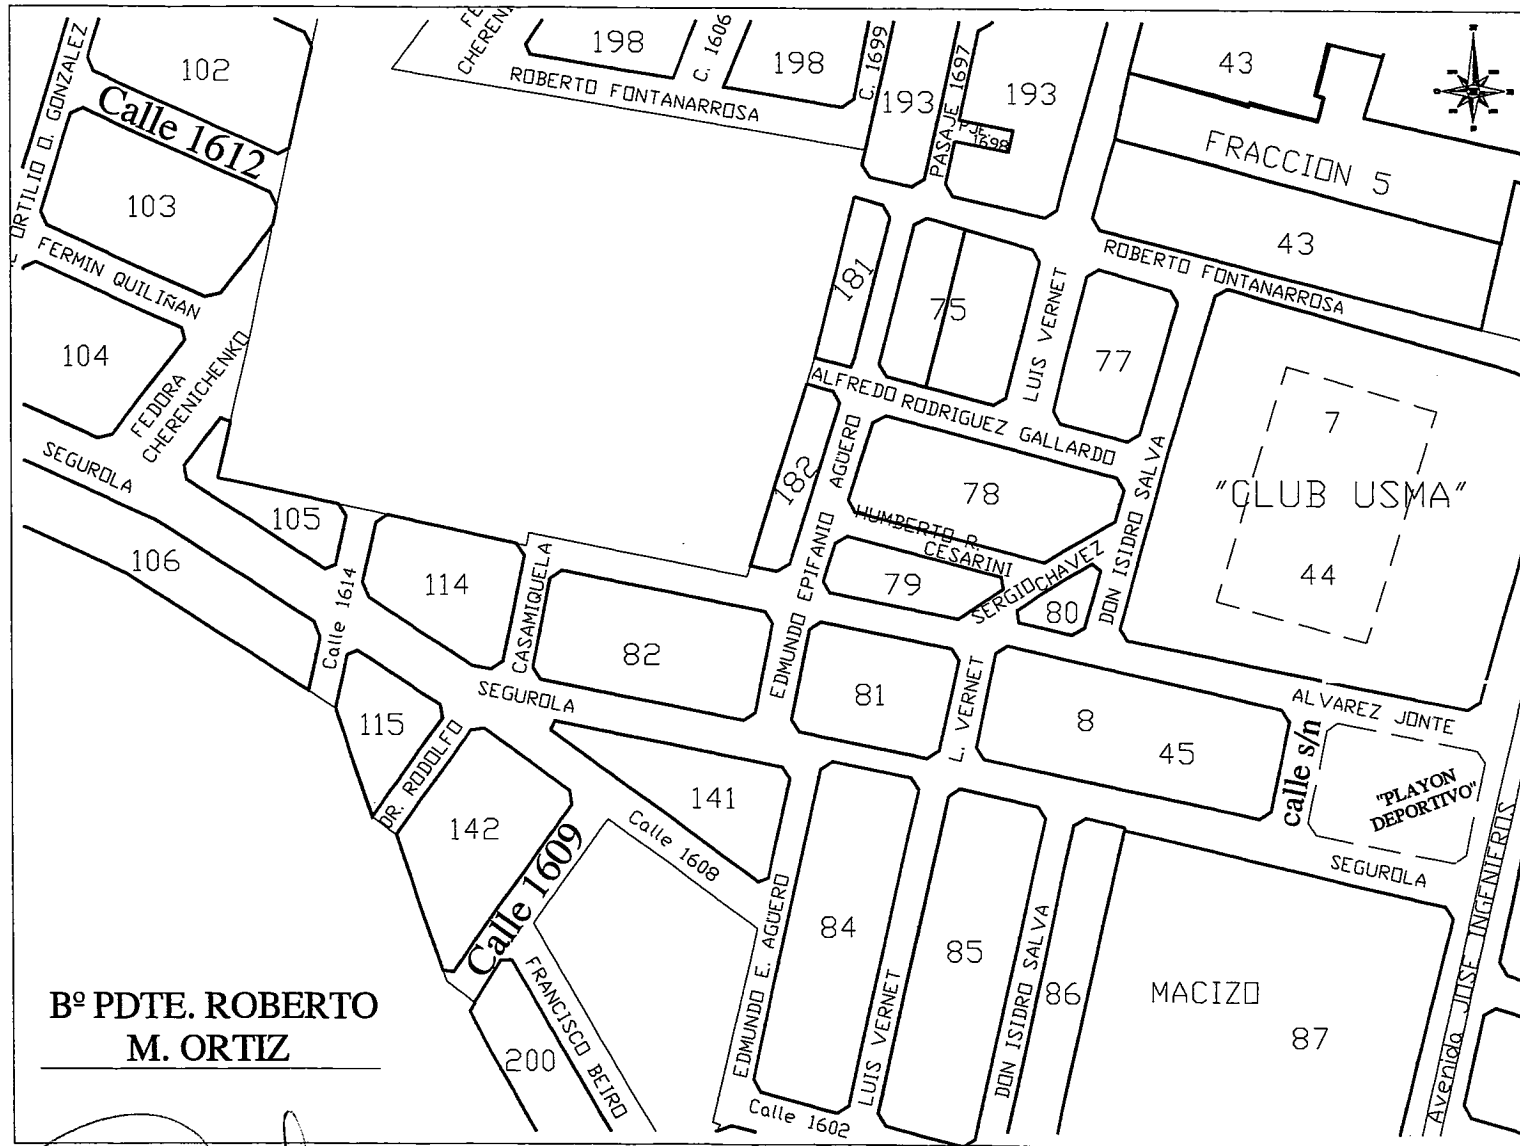 102
198
C. 1606
198
C. 1699
193
PASAJE 1697
193
43
ORTILIO O. GONZALEZ
Calle 1612
ROBERTO FONTANARROSA
PJE.
1698
FRACCION 5
103
43
FERMIN QUILIÑAN
181
75
LUIS VERNET
77
ROBERTO FONTANARROSA
104
FEDORA
CHERENICHENKO
ALFREDO RODRIGUEZ GALLARDO
7
SEGUROLA
182
EDMUNDO EPIFANIO AGÜERO
78
DON ISIDRO SALVA
"CLUB USMA"
105
HUMBERTO R.
CESARINI
106
Calle 1614
114
CASAMIQUELA
79
SERGIO CHAVEZ
80
44
82
81
L. VERNET
8
45
SEGUROLA
ALVAREZ JONTE
calle s/n
115
DR. RODOLFO
"PLAYON
DEPORTIVO"
141
142
Calle 1608
Calle 1609
SEGUROLA
Avenida JOSE INGENIEROS
EDMUNDO E. AGÜERO
84
LUIS VERNET
85
DON ISIDRO SALVA
86
MACIZO
87
FRANCISCO BEIRO
200
Calle 1602
Bº PDTE. ROBERTO
M. ORTIZ